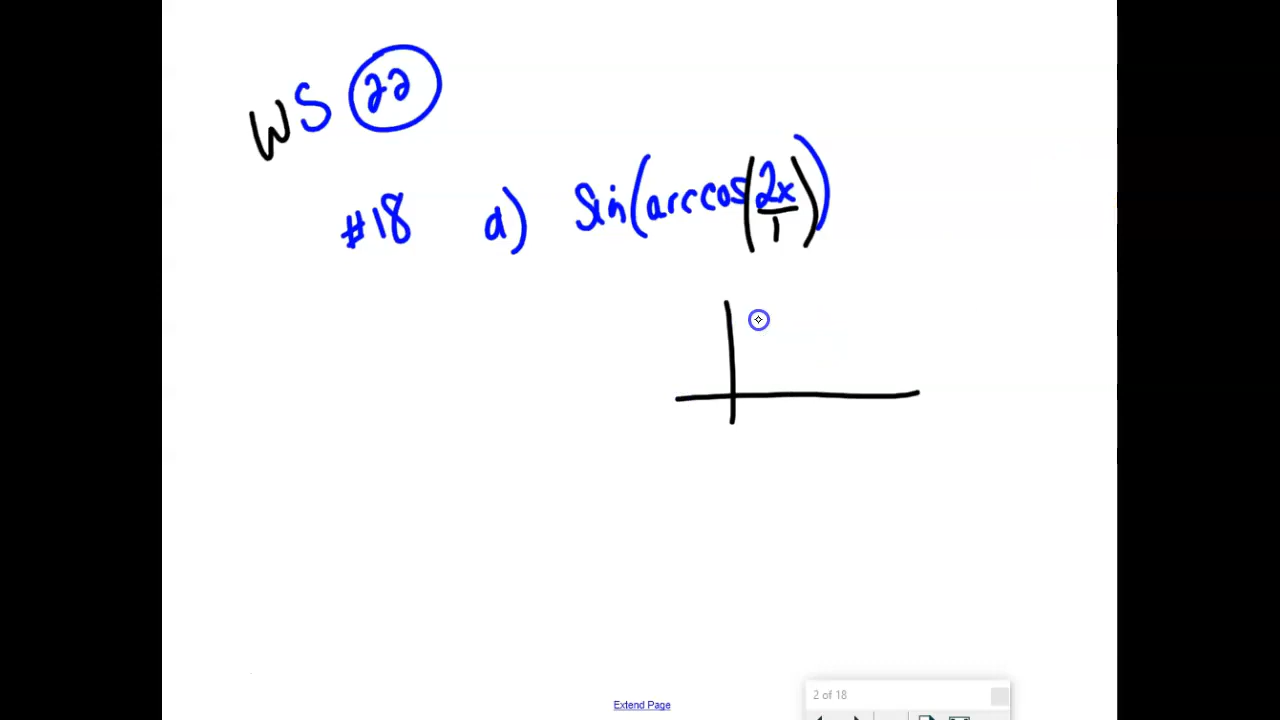 WS 22
#18 a) Sin(arccos(2x/1))
Extend Page
2 of 18